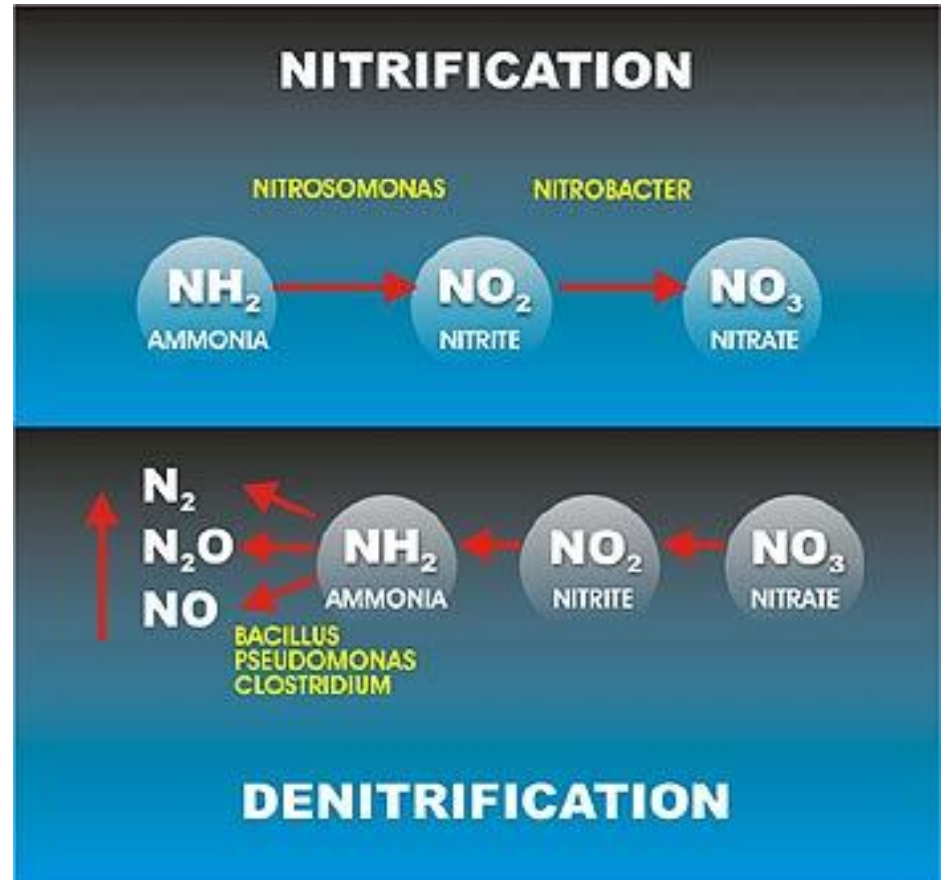 NITRIFICATION
NITROSOMONAS NITROBACTER
NH₂ NO₂ NO₃
AMMONIA NITRITE NITRATE
N₂
N₂O
NO
NH₂ NO₂ NO₃
AMMONIA NITRITE NITRATE
BACILLUS
PSEUDOMONAS
CLOSTRIDIUM
DENITRIFICATION